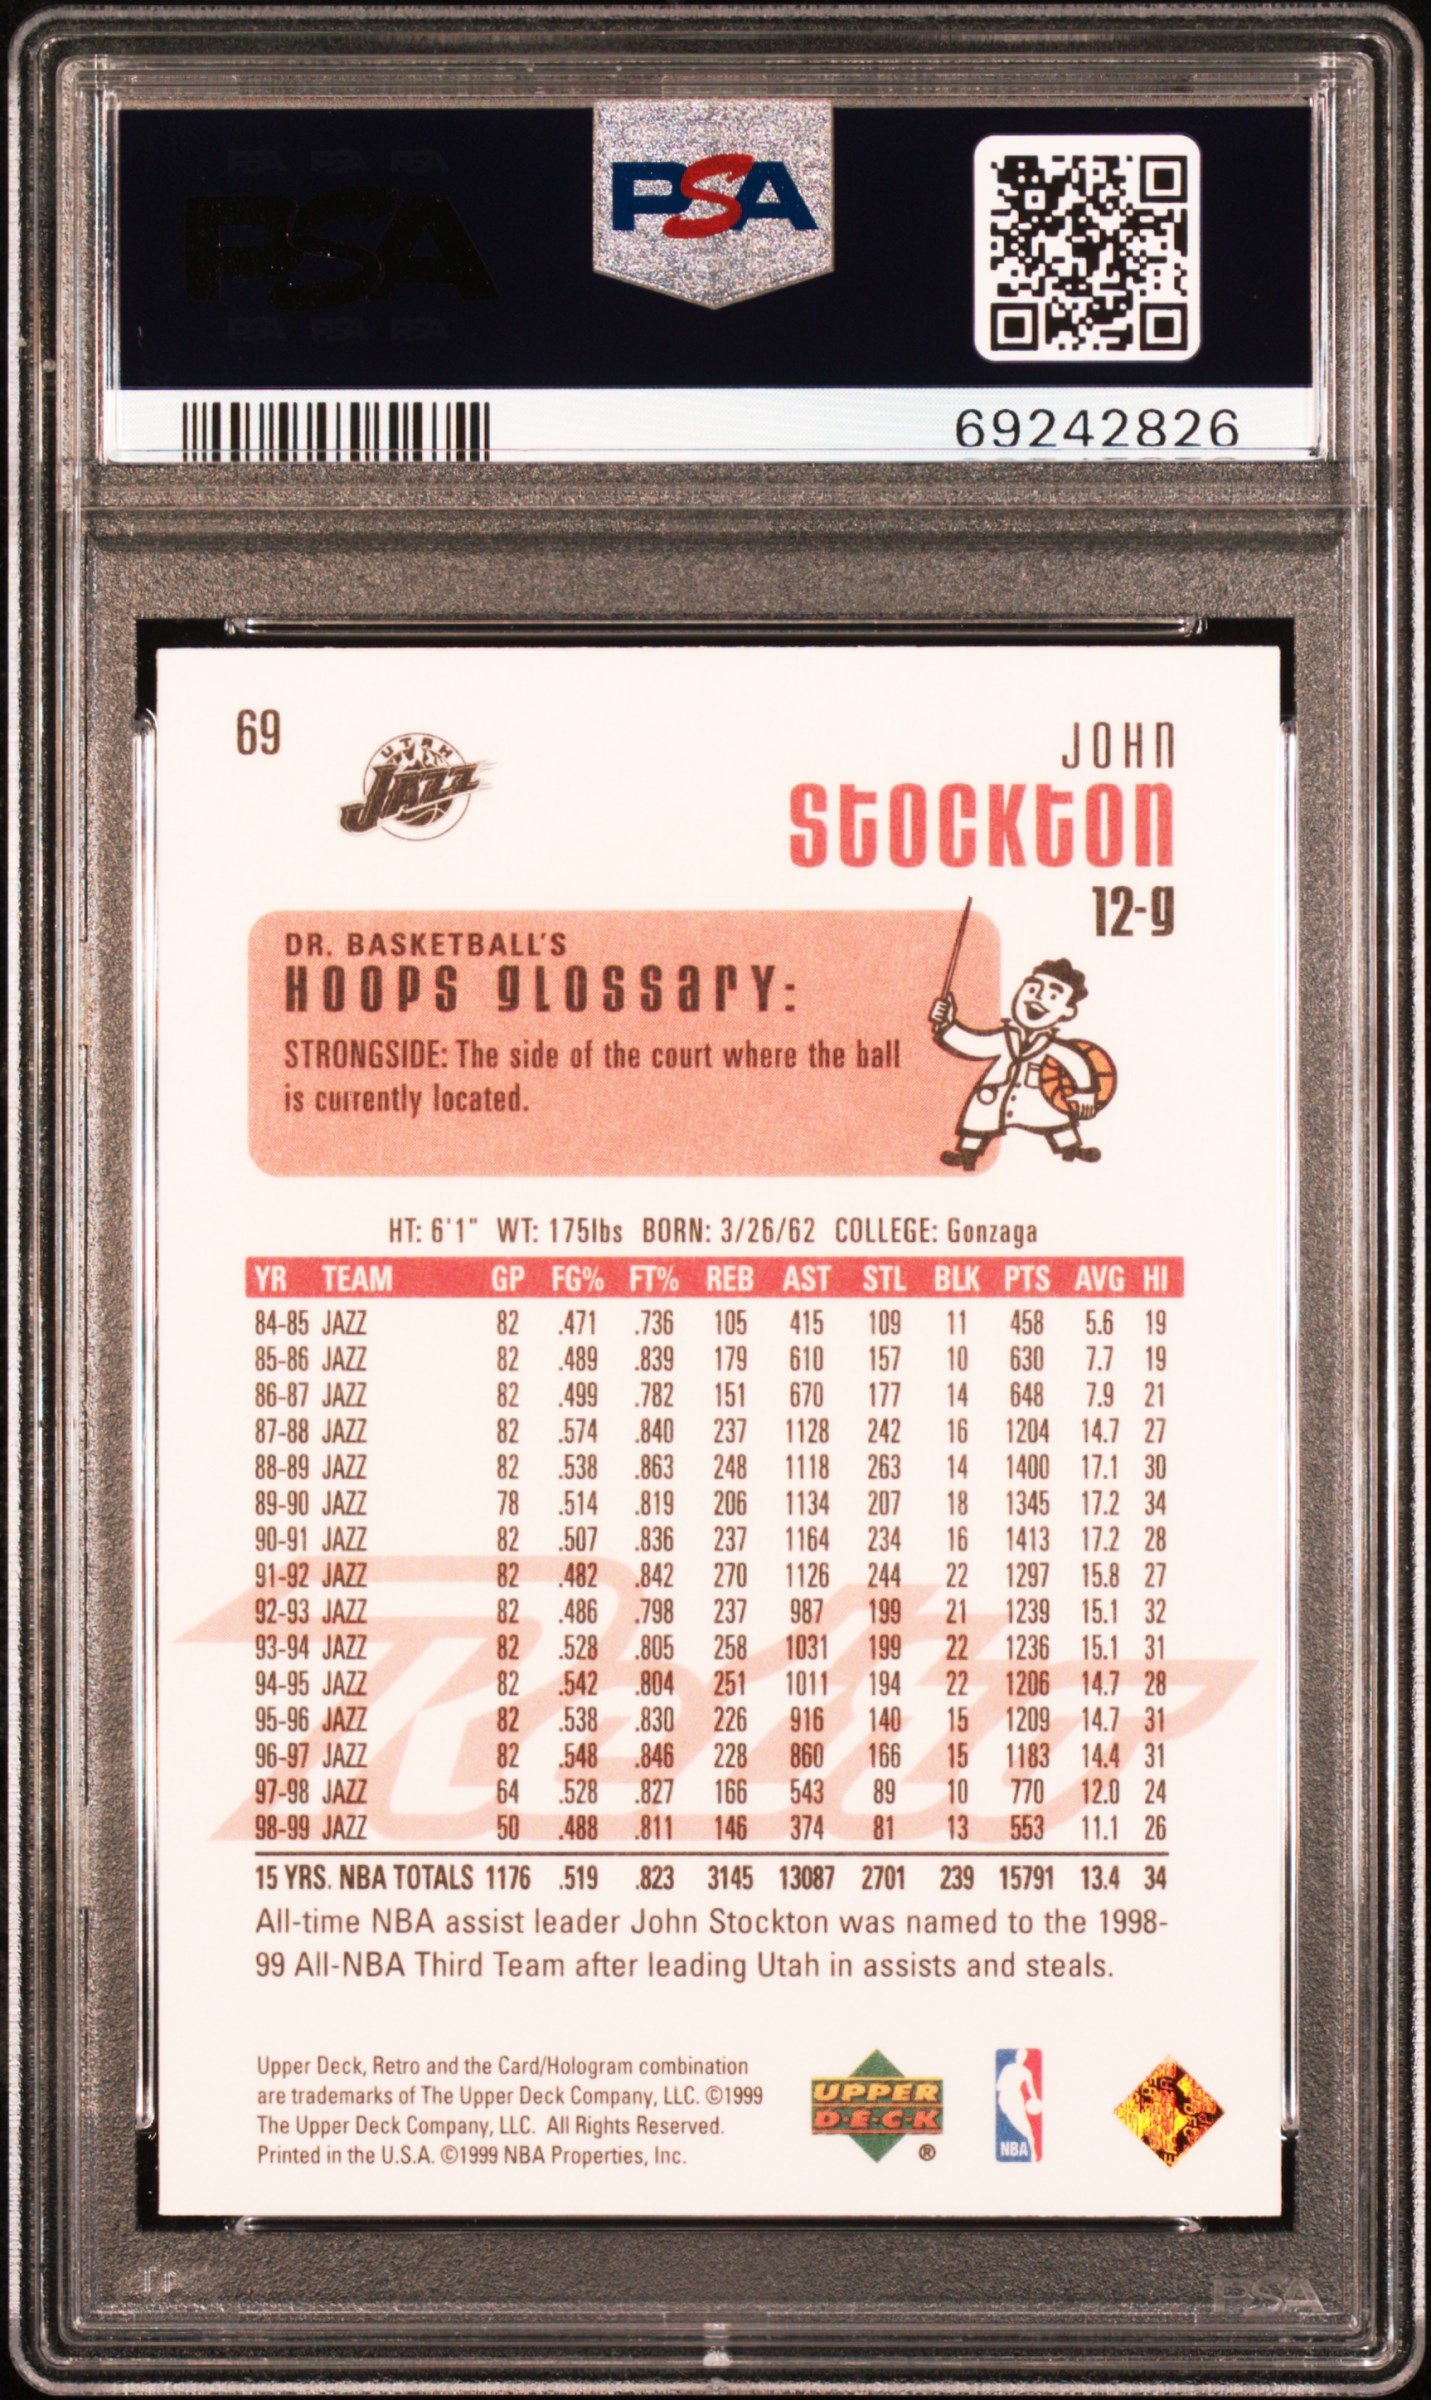 PSA PSA PSA
PSA
PSA PSA PSA
PSA
69242826
69
UTAH
JAZZ
JOHN
STOCKTON
12-g
DR. BASKETBALL'S
HOOPS GLOSSARY:
STRONGSIDE: The side of the court where the ball
is currently located.
HT: 6'1" WT: 175lbs BORN: 3/26/62 COLLEGE: Gonzaga
YR TEAM GP FG% FT% REB AST STL BLK PTS AVG HI
84-85 JAZZ 82 .471 .736 105 415 109 11 458 5.6 19
85-86 JAZZ 82 .489 .839 179 610 157 10 630 7.7 19
86-87 JAZZ 82 .499 .782 151 670 177 14 648 7.9 21
87-88 JAZZ 82 .574 .840 237 1128 242 16 1204 14.7 27
88-89 JAZZ 82 .538 .863 248 1118 263 14 1400 17.1 30
89-90 JAZZ 78 .514 .819 206 1134 207 18 1345 17.2 34
90-91 JAZZ 82 .507 .836 237 1164 234 16 1413 17.2 28
91-92 JAZZ 82 .482 .842 270 1126 244 22 1297 15.8 27
92-93 JAZZ 82 .486 .798 237 987 199 21 1239 15.1 32
93-94 JAZZ 82 .528 .805 258 1031 199 22 1236 15.1 31
94-95 JAZZ 82 .542 .804 251 1011 194 22 1206 14.7 28
95-96 JAZZ 82 .538 .830 226 916 140 15 1209 14.7 31
96-97 JAZZ 82 .548 .846 228 860 166 15 1183 14.4 31
97-98 JAZZ 64 .528 .827 166 543 89 10 770 12.0 24
98-99 JAZZ 50 .488 .811 146 374 81 13 553 11.1 26
Retro
15 YRS. NBA TOTALS 1176 .519 .823 3145 13087 2701 239 15791 13.4 34
All-time NBA assist leader John Stockton was named to the 1998-
99 All-NBA Third Team after leading Utah in assists and steals.
Upper Deck, Retro and the Card/Hologram combination
are trademarks of The Upper Deck Company, LLC. ©1999
The Upper Deck Company, LLC. All Rights Reserved.
Printed in the U.S.A. ©1999 NBA Properties, Inc.
UPPER
D·E·C·K
®
NBA
PSA